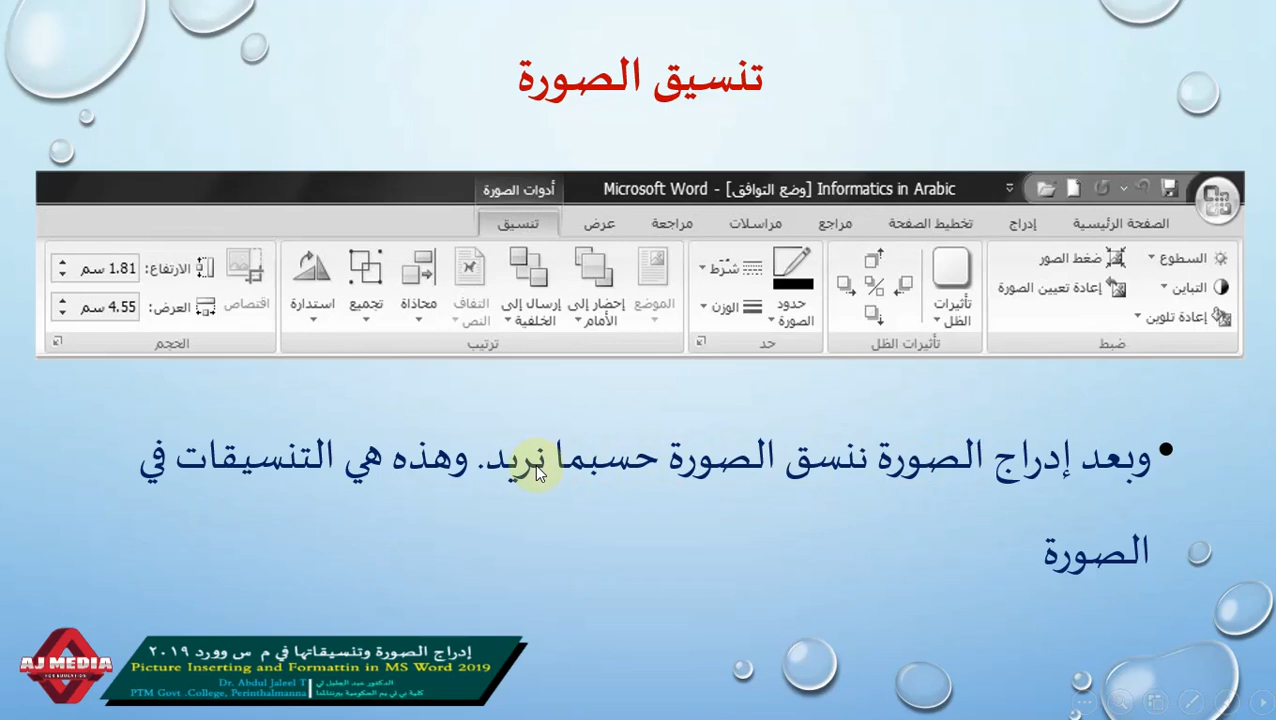 تنسيق الصورة
أدوات الصورة
Informatics in Arabic [وضع التوافق] - Microsoft Word
الصفحة الرئيسية
إدراج
تخطيط الصفحة
مراجع
مراسلات
مراجعة
عرض
تنسيق
السطوع
التباين
إعادة تلوين
ضغط الصور
إعادة تعيين الصورة
ضبط
تأثيرات
الظل
تأثيرات الظل
حدود
الصورة
شُرَط
الوزن
حد
الموضع
إحضار إلى
الأمام
إرسال إلى
الخلفية
التفاف
النص
محاذاة
تجميع
استدارة
ترتيب
اقتصاص
الارتفاع: 1.81 سم
العرض: 4.55 سم
الحجم
• وبعد إدراج الصورة ننسق الصورة حسبما نريد. وهذه هي التنسيقات في
الصورة
AJ MEDIA
إدراج الصورة وتنسيقاتها في م س وورد ٢٠١٩
Picture Inserting and Formattin in MS Word 2019
Dr. Abdul Jaleel T
PTM Govt .College, Perinthalmanna
الدكتور عبد الجليل تي